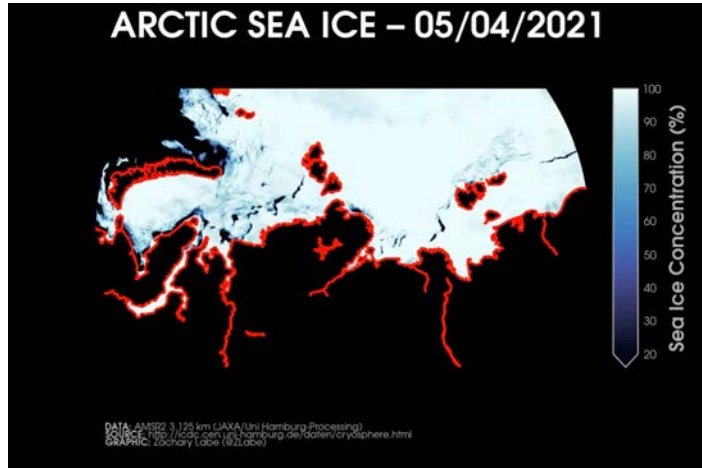 ARCTIC SEA ICE – 05/04/2021
100
90
80
70
60
50
40
30
20
Sea Ice Concentration (%)
DATA: AMSR2 3.125 km (JAXA/Uni Hamburg-Processing)
SOURCE: http://icdc.cen.uni-hamburg.de/daten/cryosphere.html
GRAPHIC: Zachary Labe (@ZLabe)